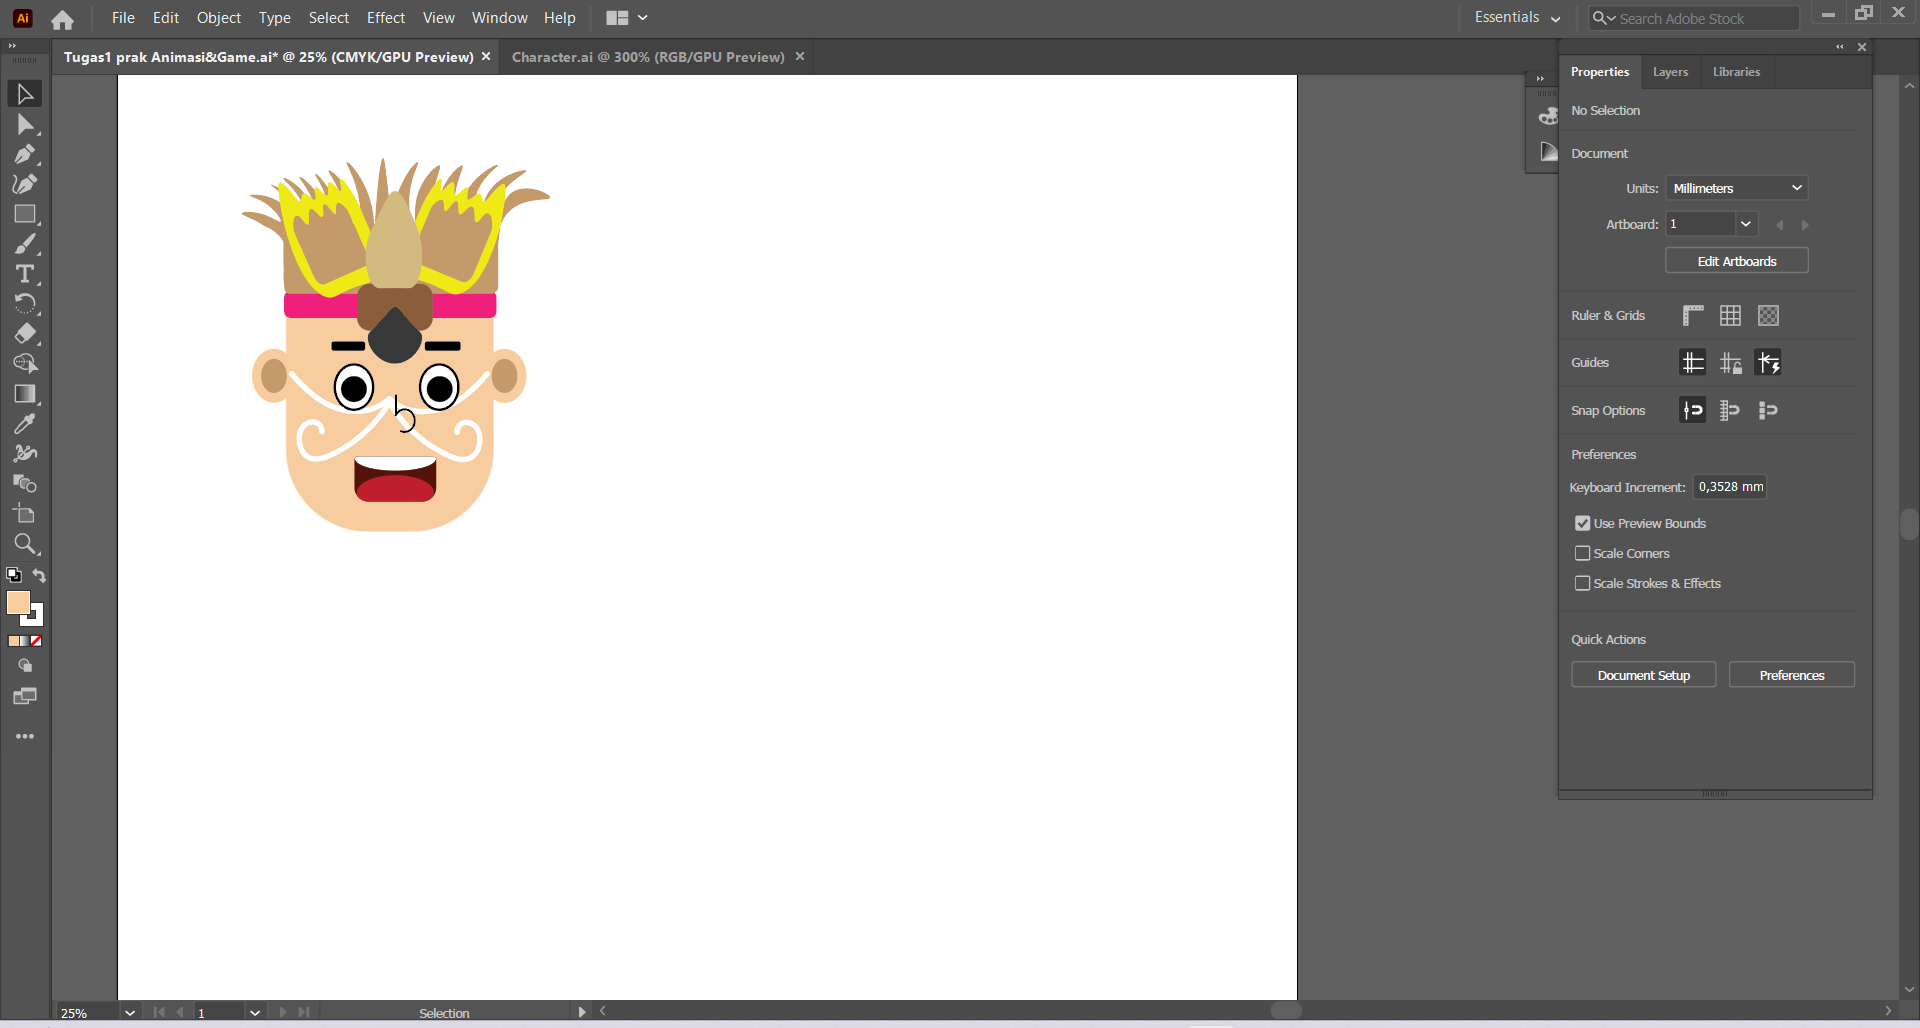 Ai File Edit Object Type Select Effect View Window Help Essentials Search Adobe Stock
Tugas1 prak Animasi&Game.ai* @ 25% (CMYK/GPU Preview) Character.ai @ 300% (RGB/GPU Preview)
Properties Layers Libraries
No Selection
Document
Units: Millimeters
Artboard: 1
Edit Artboards
Ruler & Grids
Guides
Snap Options
Preferences
Keyboard Increment: 0,3528 mm
Use Preview Bounds
Scale Corners
Scale Strokes & Effects
Quick Actions
Document Setup Preferences
25% 1 Selection